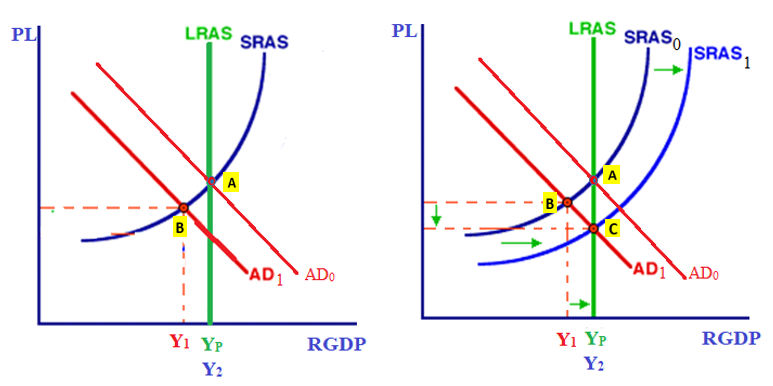 PL
LRAS
SRAS
A
B
AD1
AD0
Y1
YP
RGDP
Y2
PL
LRAS
SRAS0
SRAS1
A
B
C
AD1
AD0
Y1
YP
RGDP
Y2